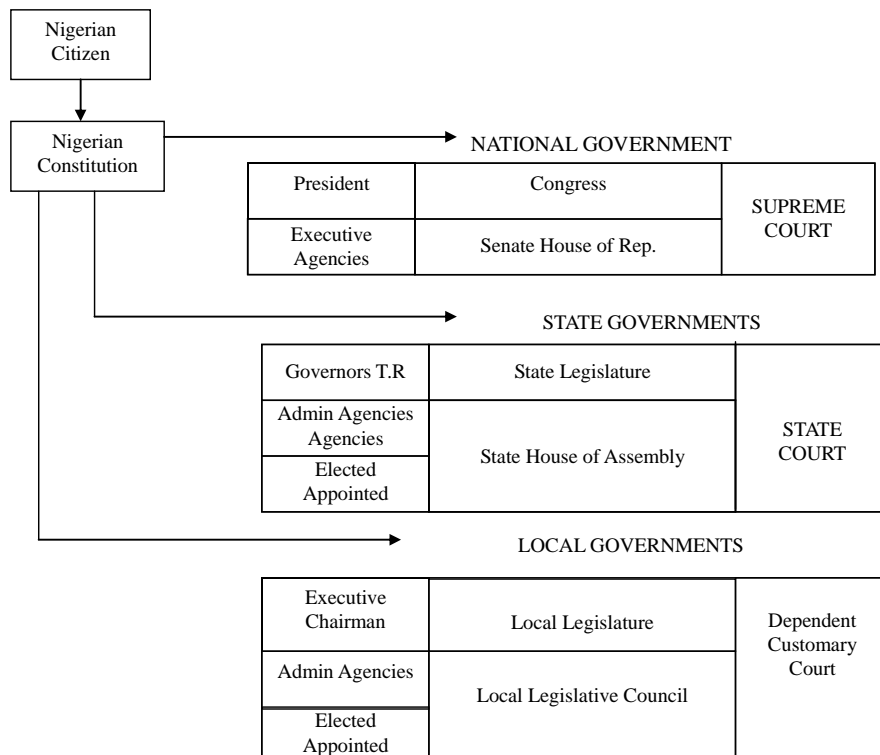 Nigerian
Citizen
Nigerian
Constitution
NATIONAL GOVERNMENT
President
Congress
SUPREME
COURT
Executive
Agencies
Senate House of Rep.
STATE GOVERNMENTS
Governors T.R
State Legislature
Admin Agencies
Agencies
State House of Assembly
STATE
COURT
Elected
Appointed
LOCAL GOVERNMENTS
Executive
Chairman
Local Legislature
Dependent
Customary
Court
Admin Agencies
Local Legislative Council
Elected
Appointed